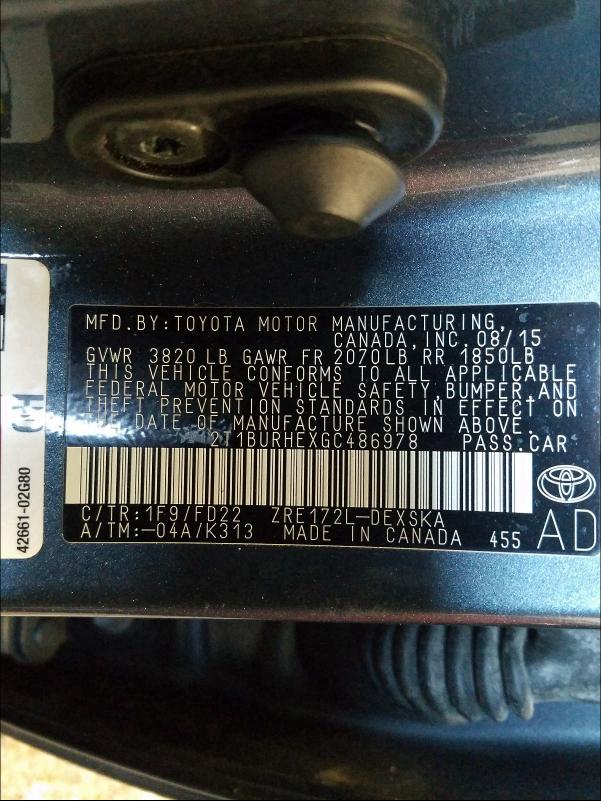 MFD.BY:TOYOTA MOTOR MANUFACTURING,
CANADA, INC. 08/15
GVWR 3820 LB GAWR FR 2070LB RR 1850LB
THIS VEHICLE CONFORMS TO ALL APPLICABLE
FEDERAL MOTOR VEHICLE SAFETY, BUMPER, AND
THEFT PREVENTION STANDARDS IN EFFECT ON
THE DATE OF MANUFACTURE SHOWN ABOVE.
2T1BURHEXGC486978 PASS.CAR
C/TR:1F9/FD22 ZRE172L-DEXSKA
A/TM:-04A/K313 MADE IN CANADA 455 AD
42661-02G80